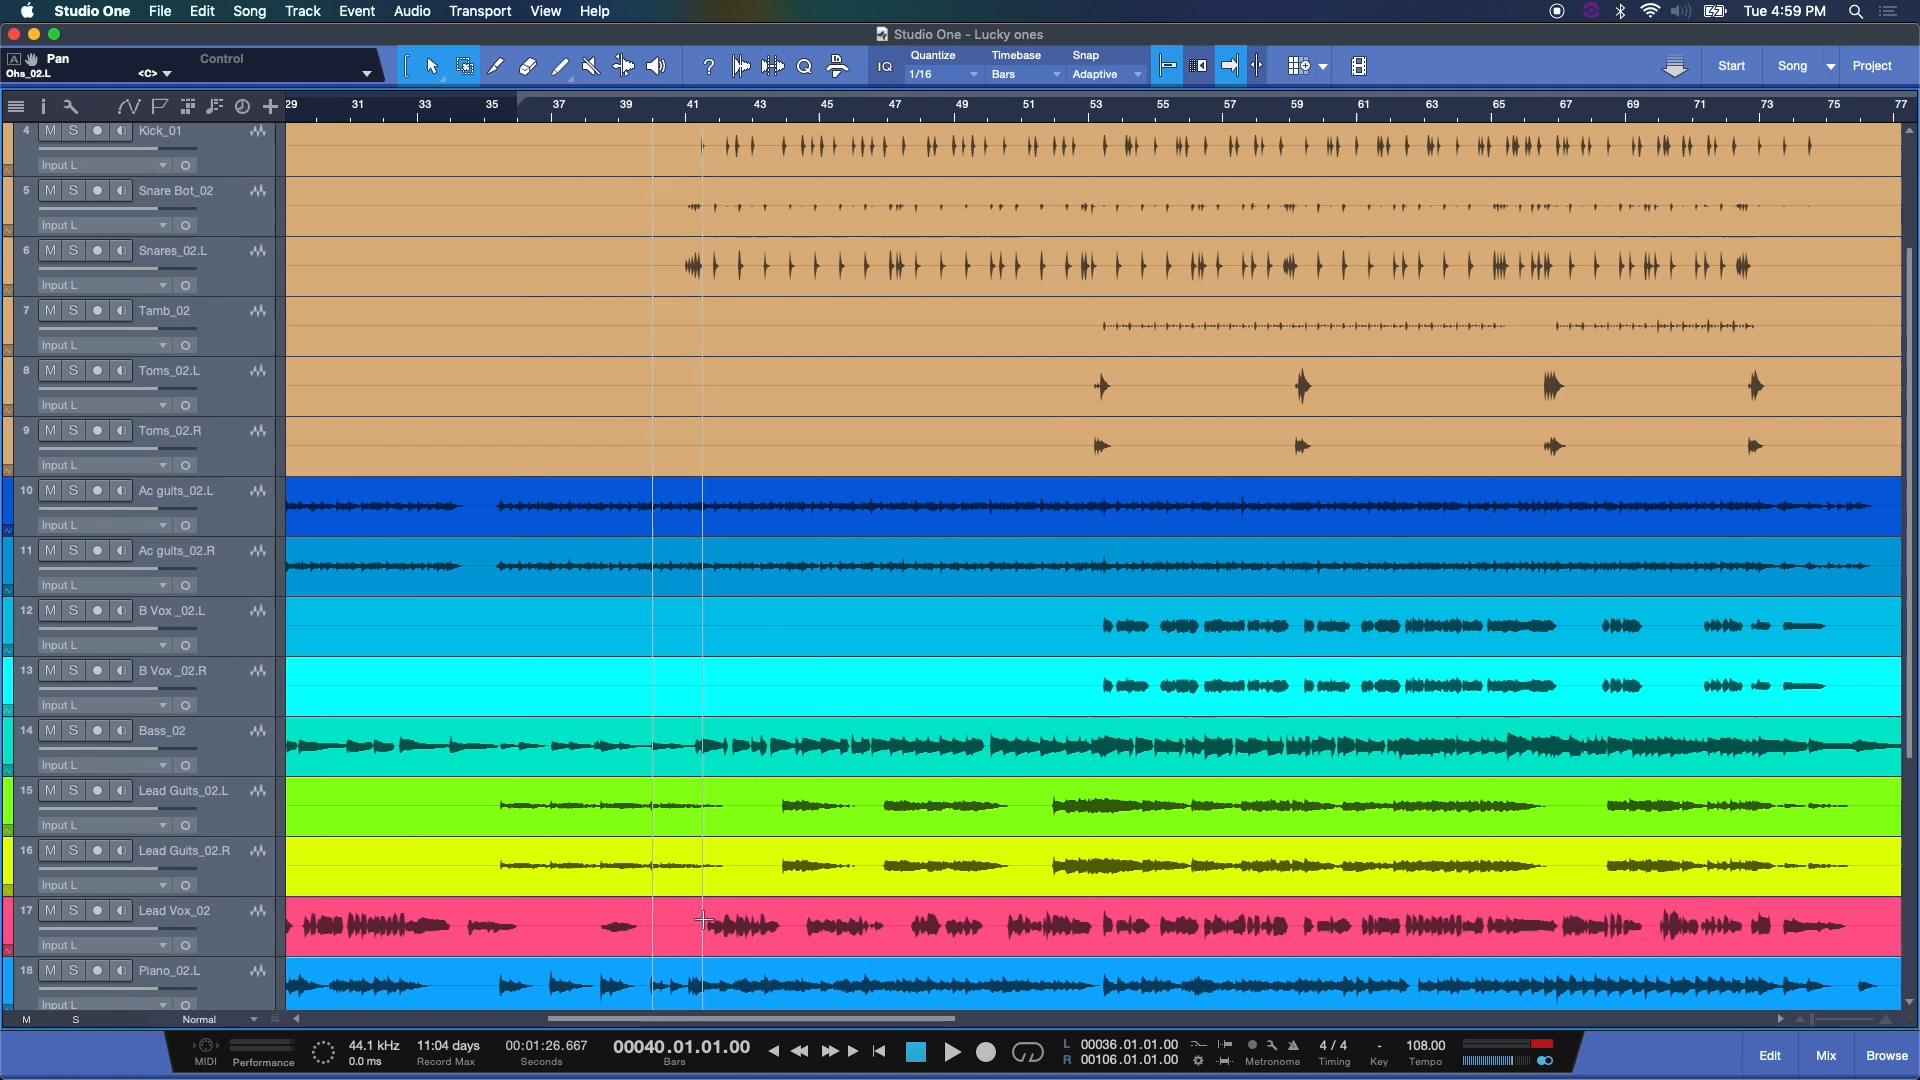 Studio One File Edit Song Track Event Audio Transport View Help Tue 4:59 PM
Studio One - Lucky ones
A Pan Control
Ohs_02.L <C>
? IQ Quantize Timebase Snap
1/16 Bars Adaptive
Start Song Project
29 31 33 35 37 39 41 43 45 47 49 51 53 55 57 59 61 63 65 67 69 71 73 75 77
4 M S Kick_01
Input L
5 M S Snare Bot_02
Input L
6 M S Snares_02.L
Input L
7 M S Tamb_02
Input L
8 M S Toms_02.L
Input L
9 M S Toms_02.R
Input L
10 M S Ac guits_02.L
Input L
11 M S Ac guits_02.R
Input L
12 M S B Vox _02.L
Input L
13 M S B Vox _02.R
Input L
14 M S Bass_02
Input L
15 M S Lead Guits_02.L
Input L
16 M S Lead Guits_02.R
Input L
17 M S Lead Vox_02
Input L
18 M S Piano_02.L
Input L
M S Normal
MIDI Performance
44.1 kHz
0.0 ms
11:04 days
Record Max
00:01:26.667
Seconds
00040.01.01.00
Bars
L 00036.01.01.00
R 00106.01.01.00
Metronome
4 / 4
Timing
-
Key
108.00
Tempo
Edit Mix Browse